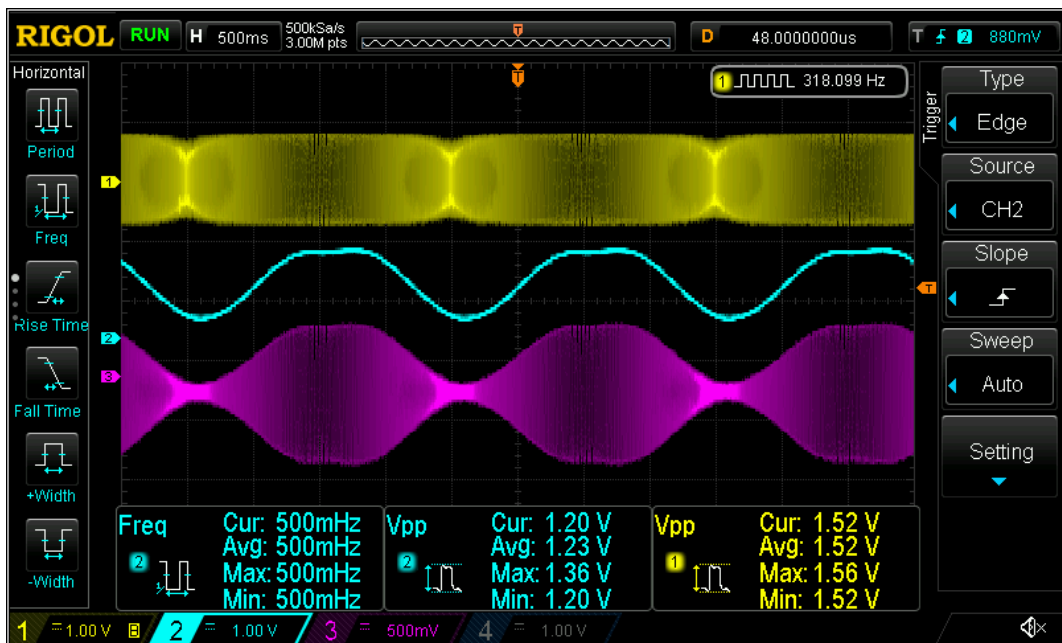 RIGOL RUN H 500ms 500kSa/s 3.00M pts T D 48.0000000us T 2 880mV
Horizontal
Period
Freq
Rise Time
Fall Time
+Width
-Width
T
1 318.099 Hz
1
2
3
T
Trigger
Type
Edge
Source
CH2
Slope
Sweep
Auto
Setting
Freq
2
Cur: 500mHz
Avg: 500mHz
Max: 500mHz
Min: 500mHz
Vpp
2
Cur: 1.20 V
Avg: 1.23 V
Max: 1.36 V
Min: 1.20 V
Vpp
1
Cur: 1.52 V
Avg: 1.52 V
Max: 1.56 V
Min: 1.52 V
1 = 1.00 V B 2 = 1.00 V 3 = 500mV 4 = 1.00 V